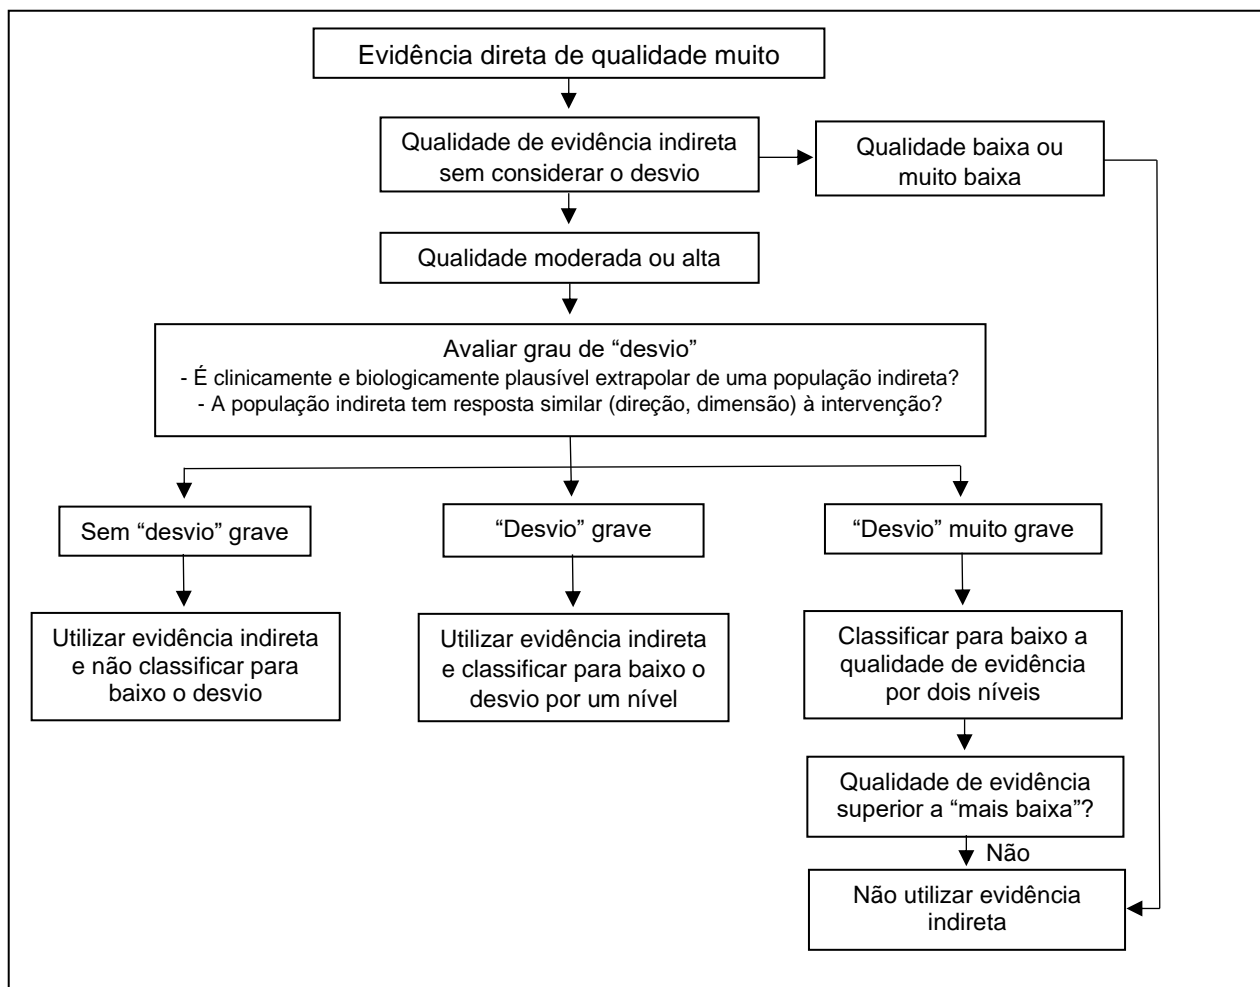 Evidência direta de qualidade muito
Qualidade de evidência indireta
sem considerar o desvio
Qualidade baixa ou
muito baixa
Qualidade moderada ou alta
Avaliar grau de “desvio”
- É clinicamente e biologicamente plausível extrapolar de uma população indireta?
- A população indireta tem resposta similar (direção, dimensão) à intervenção?
Sem “desvio” grave
“Desvio” grave
“Desvio” muito grave
Utilizar evidência indireta
e não classificar para
baixo o desvio
Utilizar evidência indireta
e classificar para baixo o
desvio por um nível
Classificar para baixo a
qualidade de evidência
por dois níveis
Qualidade de evidência
superior a “mais baixa”?
Não
Não utilizar evidência
indireta